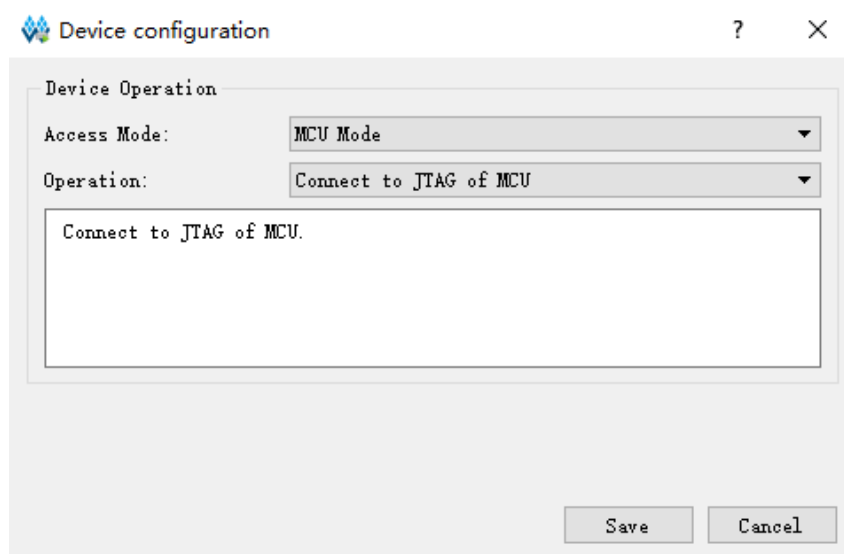 Device configuration
?
Device Operation
Access Mode:
MCU Mode
Operation:
Connect to JTAG of MCU
Connect to JTAG of MCU.
Save
Cancel